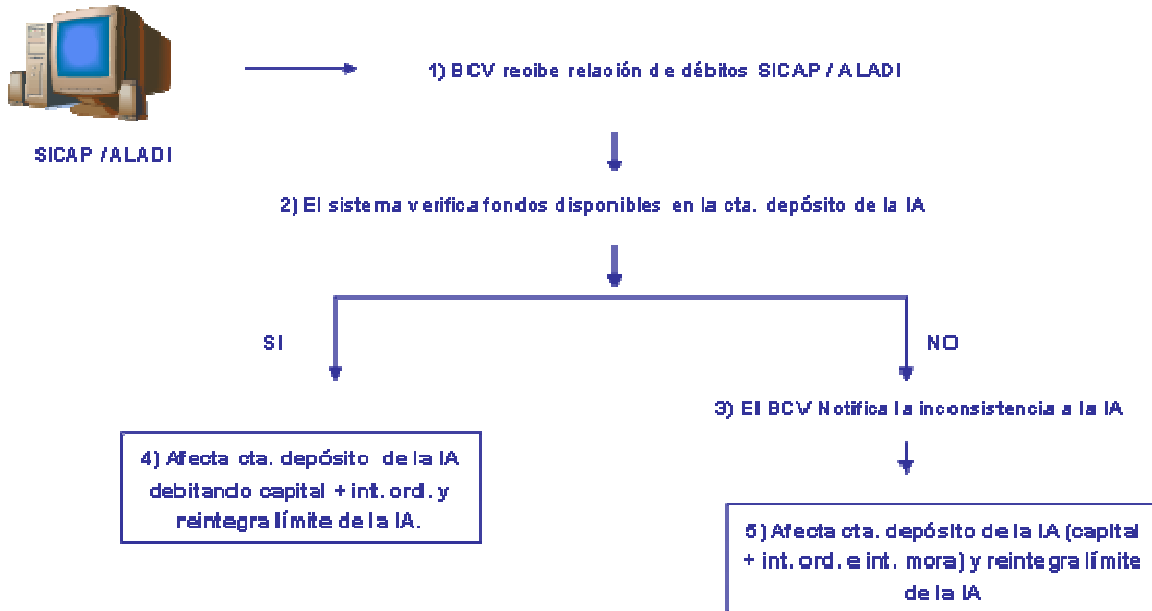 1) BCV recibe relación de débitos SICAP / ALADI
SICAP / ALADI
2) El sistema verifica fondos disponibles en la cta. depósito de la IA
SI
NO
3) El BCV Notifica la inconsistencia a la IA
4) Afecta cta. depósito de la IA
debitando capital + int. ord. y
reintegra límite de la IA.
5) Afecta cta. depósito de la IA (capital
+ int. ord. e int. mora) y reintegra límite
de la IA